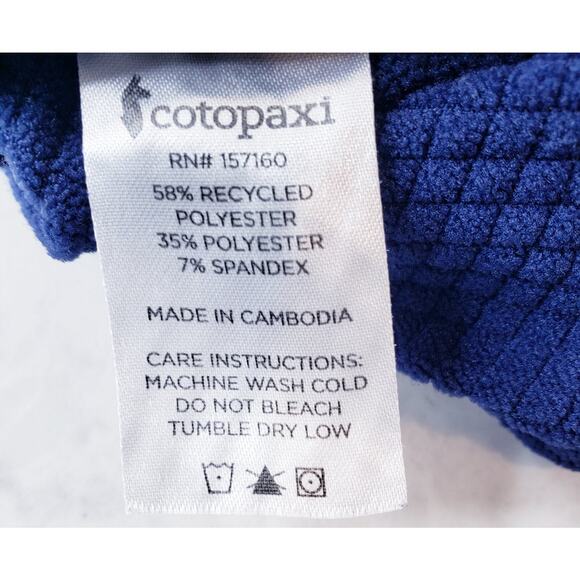 cotopaxi
RN# 157160
58% RECYCLED
POLYESTER
35% POLYESTER
7% SPANDEX
MADE IN CAMBODIA
CARE INSTRUCTIONS:
MACHINE WASH COLD
DO NOT BLEACH
TUMBLE DRY LOW